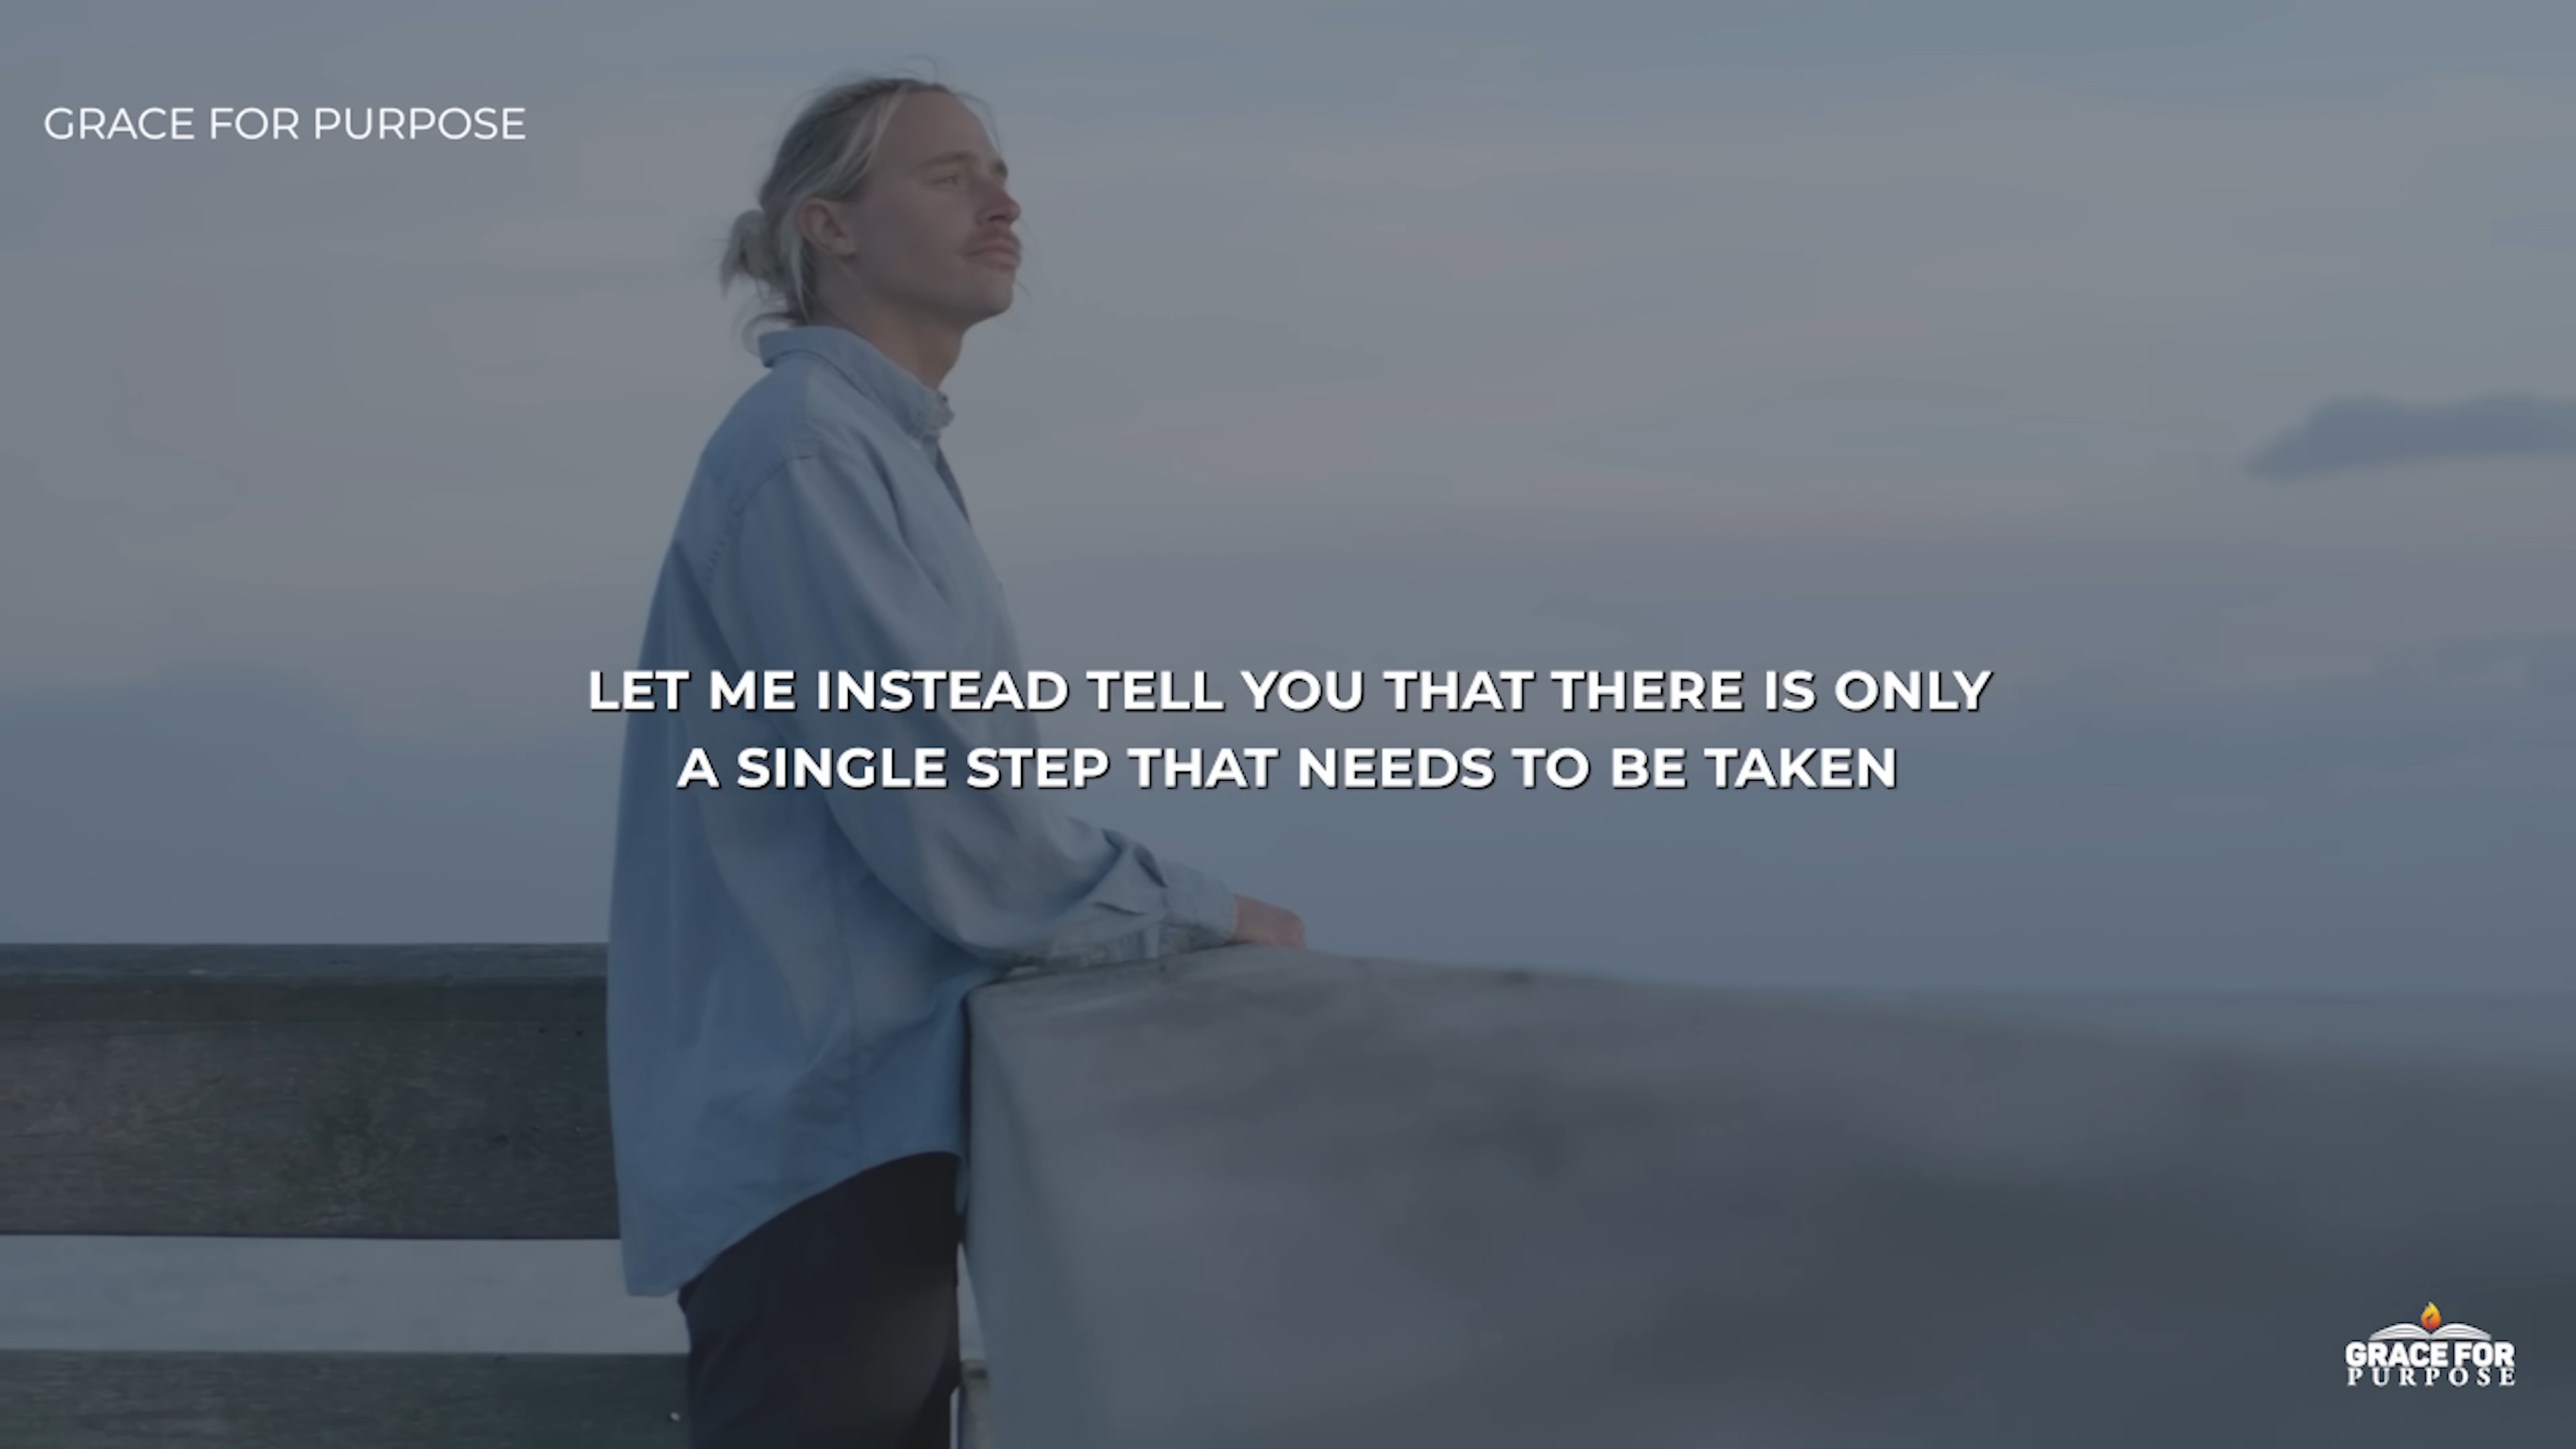 GRACE FOR PURPOSE
LET ME INSTEAD TELL YOU THAT THERE IS ONLY
A SINGLE STEP THAT NEEDS TO BE TAKEN
GRACE FOR
PURPOSE